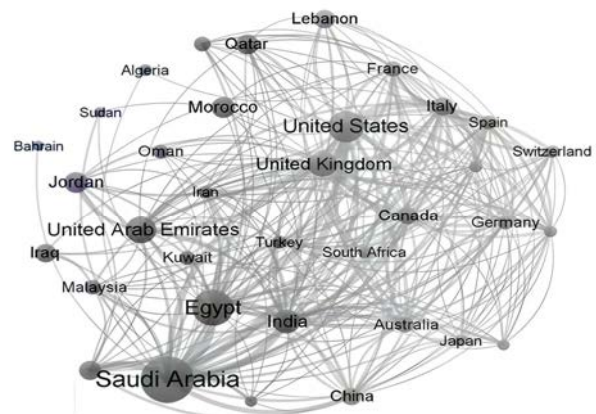 Lebanon
Qatar
Algeria
France
Sudan
Morocco
Italy
United States
Spain
Bahrain
Oman
United Kingdom
Switzerland
Jordan
Iran
Canada
United Arab Emirates
Germany
Turkey
Iraq
Kuwait
South Africa
Malaysia
Egypt
India
Australia
Japan
Saudi Arabia
China